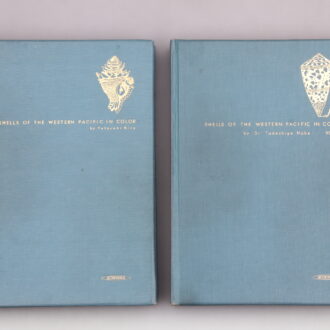 SHELLS OF THE WESTERN PACIFIC IN COLOR
by Tetsuaki Kira
SHELLS OF THE WESTERN PACIFIC IN CO
by Dr. Tadashige Habe